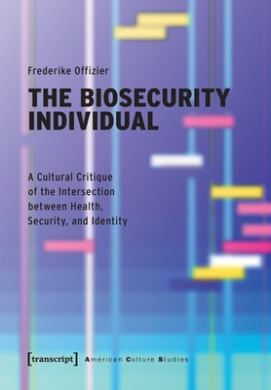 Frederike Offizier
THE BIOSECURITY
INDIVIDUAL
A Cultural Critique
of the Intersection
between Health,
Security, and Identity
[transcript] American Culture Studies